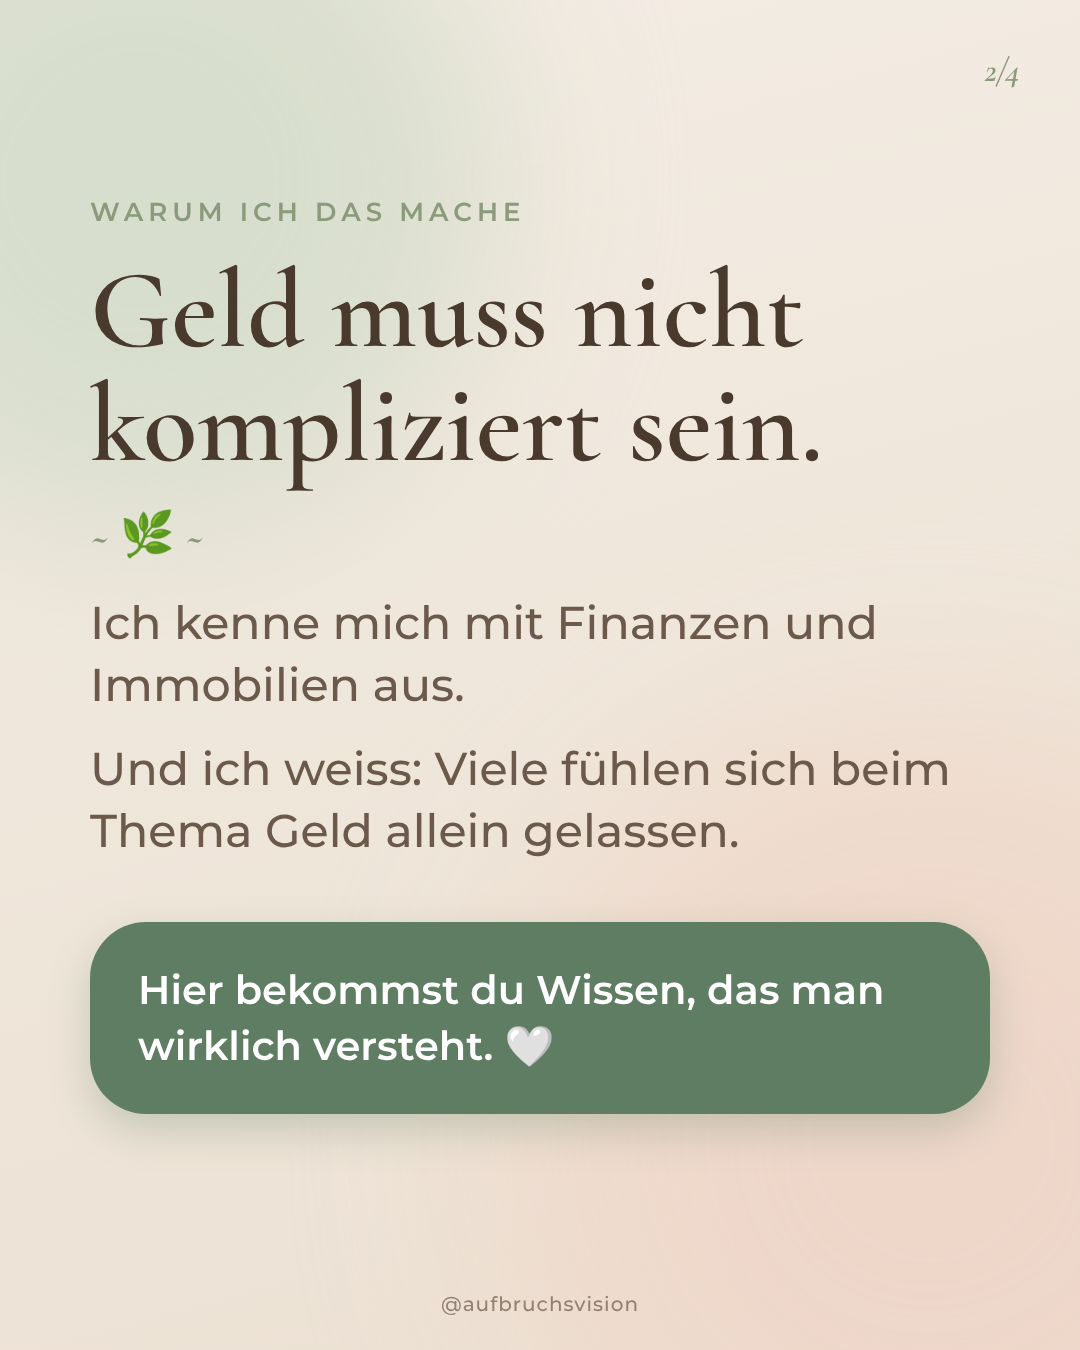 2/4
WARUM ICH DAS MACHE
Geld muss nicht
kompliziert sein.
~ 🌿 ~
Ich kenne mich mit Finanzen und
Immobilien aus.
Und ich weiss: Viele fühlen sich beim
Thema Geld allein gelassen.
Hier bekommst du Wissen, das man
wirklich versteht. 🤍
@aufbruchsvision